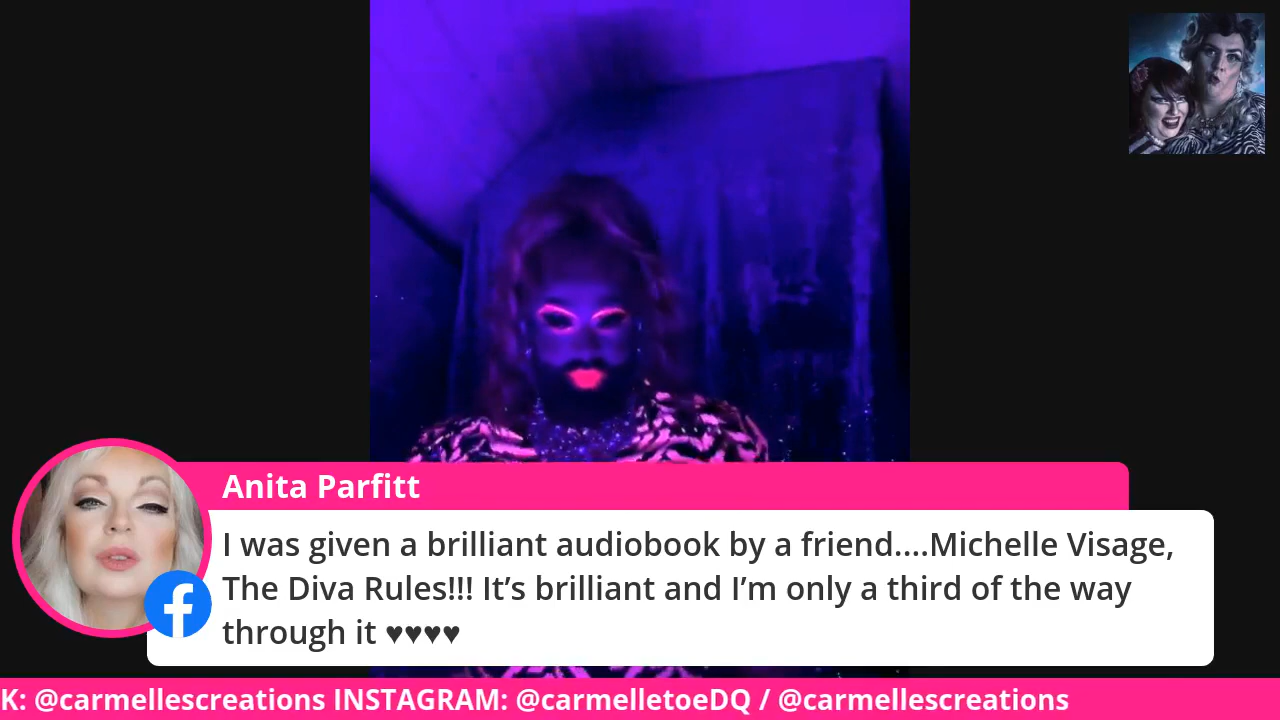 Anita Parfitt
I was given a brilliant audiobook by a friend....Michelle Visage,
The Diva Rules!!! It’s brilliant and I’m only a third of the way
through it ♥♥♥♥
K: @carmellescreations INSTAGRAM: @carmelletoeDQ / @carmellescreations